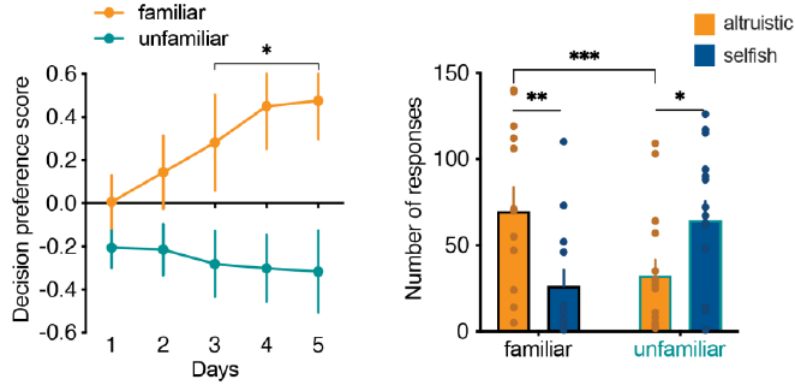 familiar
unfamiliar
*
Decision preference score
0.6
0.4
0.2
0.0
-0.2
-0.4
-0.6
1 2 3 4 5
Days
altruistic
selfish
***
** *
Number of responses
150
100
50
0
familiar unfamiliar